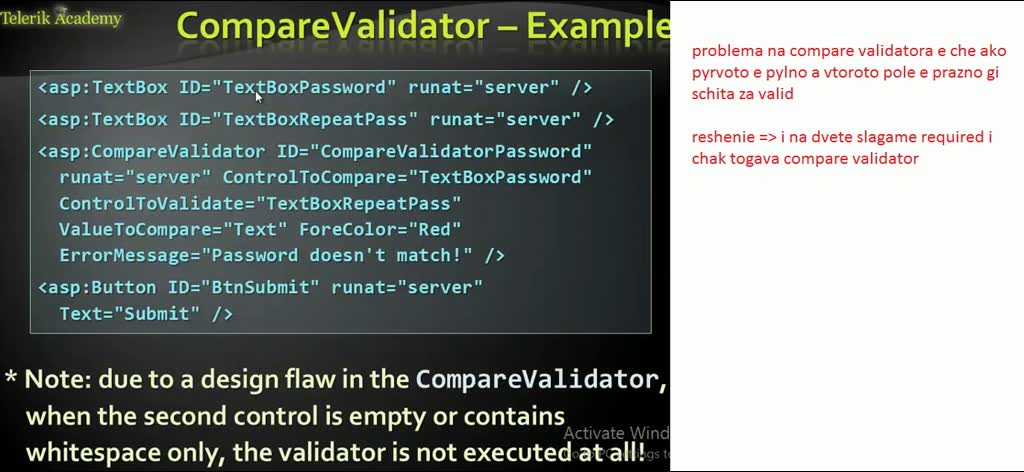 Telerik Academy
CompareValidator – Example
<asp:TextBox ID="TextBoxPassword" runat="server" />
<asp:TextBox ID="TextBoxRepeatPass" runat="server" />
<asp:CompareValidator ID="CompareValidatorPassword"
runat="server" ControlToCompare="TextBoxPassword"
ControlToValidate="TextBoxRepeatPass"
ValueToCompare="Text" ForeColor="Red"
ErrorMessage="Password doesn't match!" />
<asp:Button ID="BtnSubmit" runat="server"
Text="Submit" />
* Note: due to a design flaw in the CompareValidator,
when the second control is empty or contains
whitespace only, the validator is not executed at all!
Activate Wind
problema na compare validatora e che ako
pyrvoto e pylno a vtoroto pole e prazno gi
schita za valid
reshenie => i na dvete slagame required i
chak togava compare validator